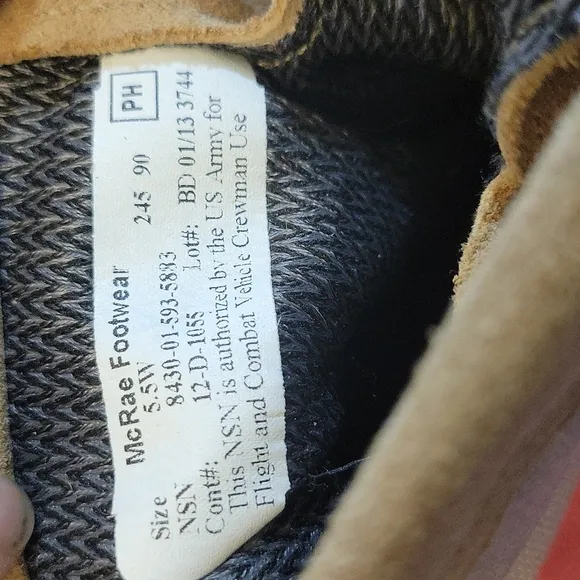 PH
McRae Footwear
Size 5.5W 245 90
NSN 8430-01-593-5883
Cont#: 12-D-1055 Lot#: BD 01/13 3744
This NSN is authorized by the US Army for
Flight and Combat Vehicle Crewman Use